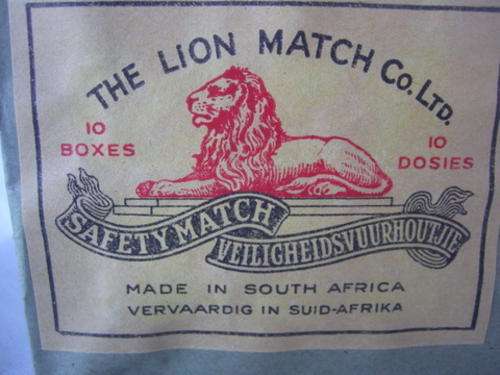 THE LION MATCH CO. LTD.
10
BOXES
10
DOSIES
SAFETY MATCH
VEILIGHEIDSVUURHOUTJIE
MADE IN SOUTH AFRICA
VERVAARDIG IN SUID-AFRIKA